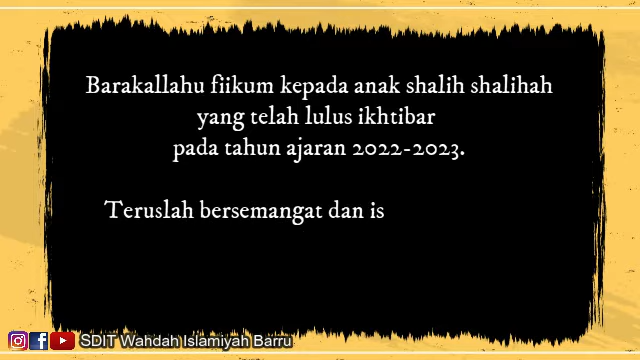 Barakallahu fiikum kepada anak shalih shalihah
yang telah lulus ikhtibar
pada tahun ajaran 2022-2023.
Teruslah bersemangat dan is
SDIT Wahdah Islamiyah Barru